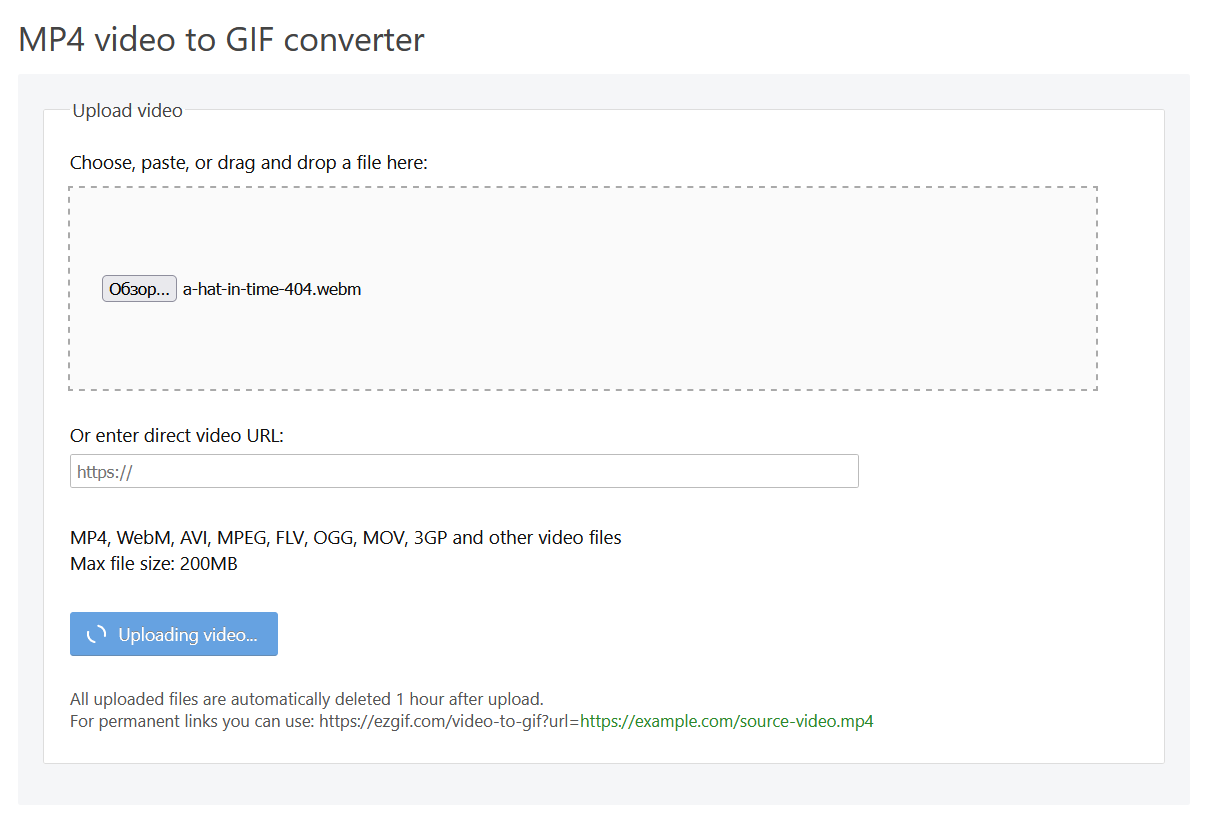 MP4 video to GIF converter
Upload video
Choose, paste, or drag and drop a file here:
Обзор... a-hat-in-time-404.webm
Or enter direct video URL:
https://
MP4, WebM, AVI, MPEG, FLV, OGG, MOV, 3GP and other video files
Max file size: 200MB
Uploading video...
All uploaded files are automatically deleted 1 hour after upload.
For permanent links you can use: https://ezgif.com/video-to-gif?url=https://example.com/source-video.mp4